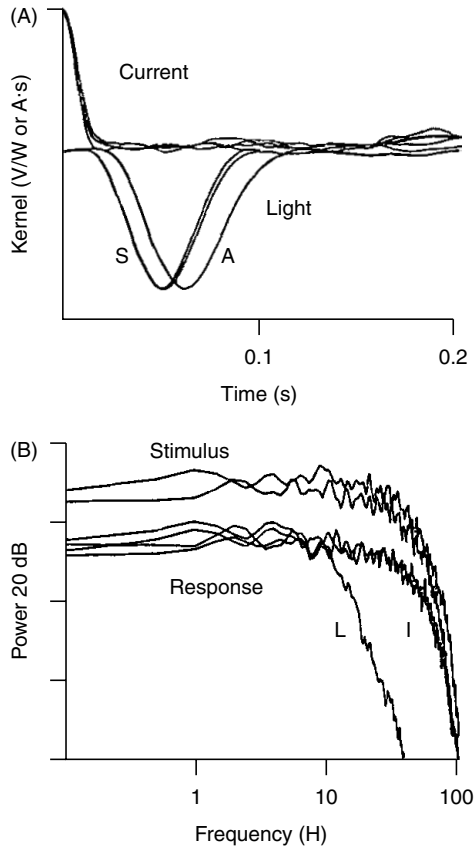 (A)
Current
Kernel (V/W or A·s)
Light
S
A
0.1
0.2
Time (s)
(B)
Stimulus
Power 20 dB
Response
L
I
1
10
100
Frequency (H)